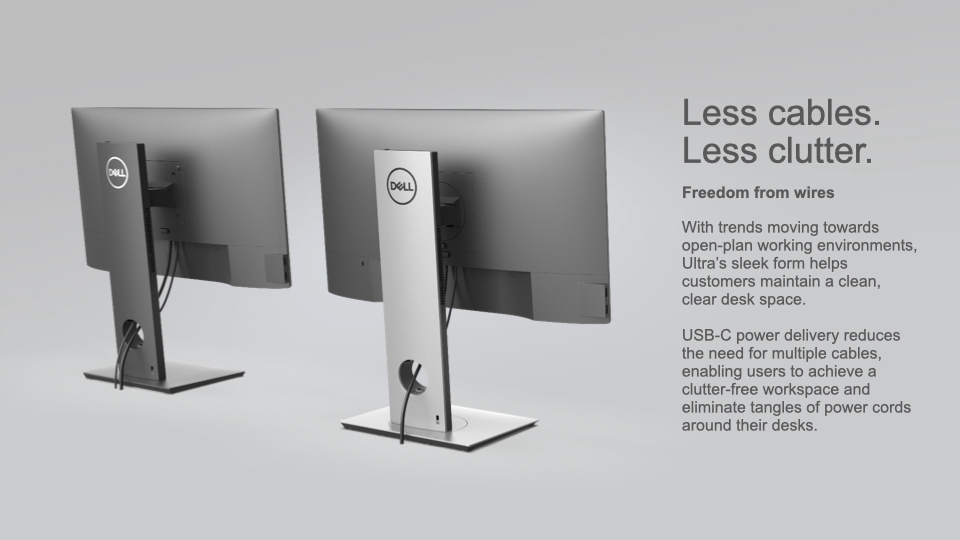 DELL
DELL
Less cables.
Less clutter.
Freedom from wires
With trends moving towards
open-plan working environments,
Ultra's sleek form helps
customers maintain a clean,
clear desk space.
USB-C power delivery reduces
the need for multiple cables,
enabling users to achieve a
clutter-free workspace and
eliminate tangles of power cords
around their desks.